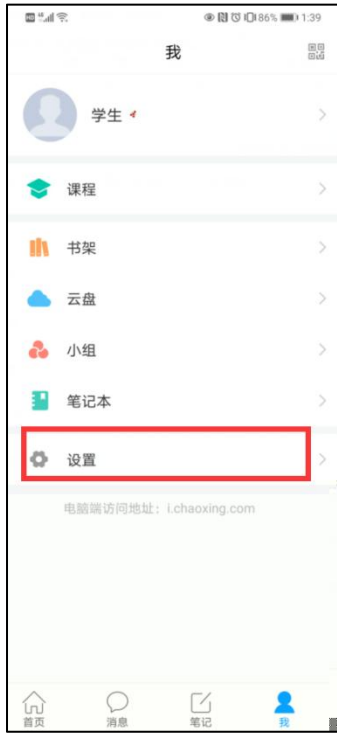 86% 1:39
我
学生
课程
书架
云盘
小组
笔记本
设置
电脑端访问地址：i.chaoxing.com
首页 消息 笔记 我